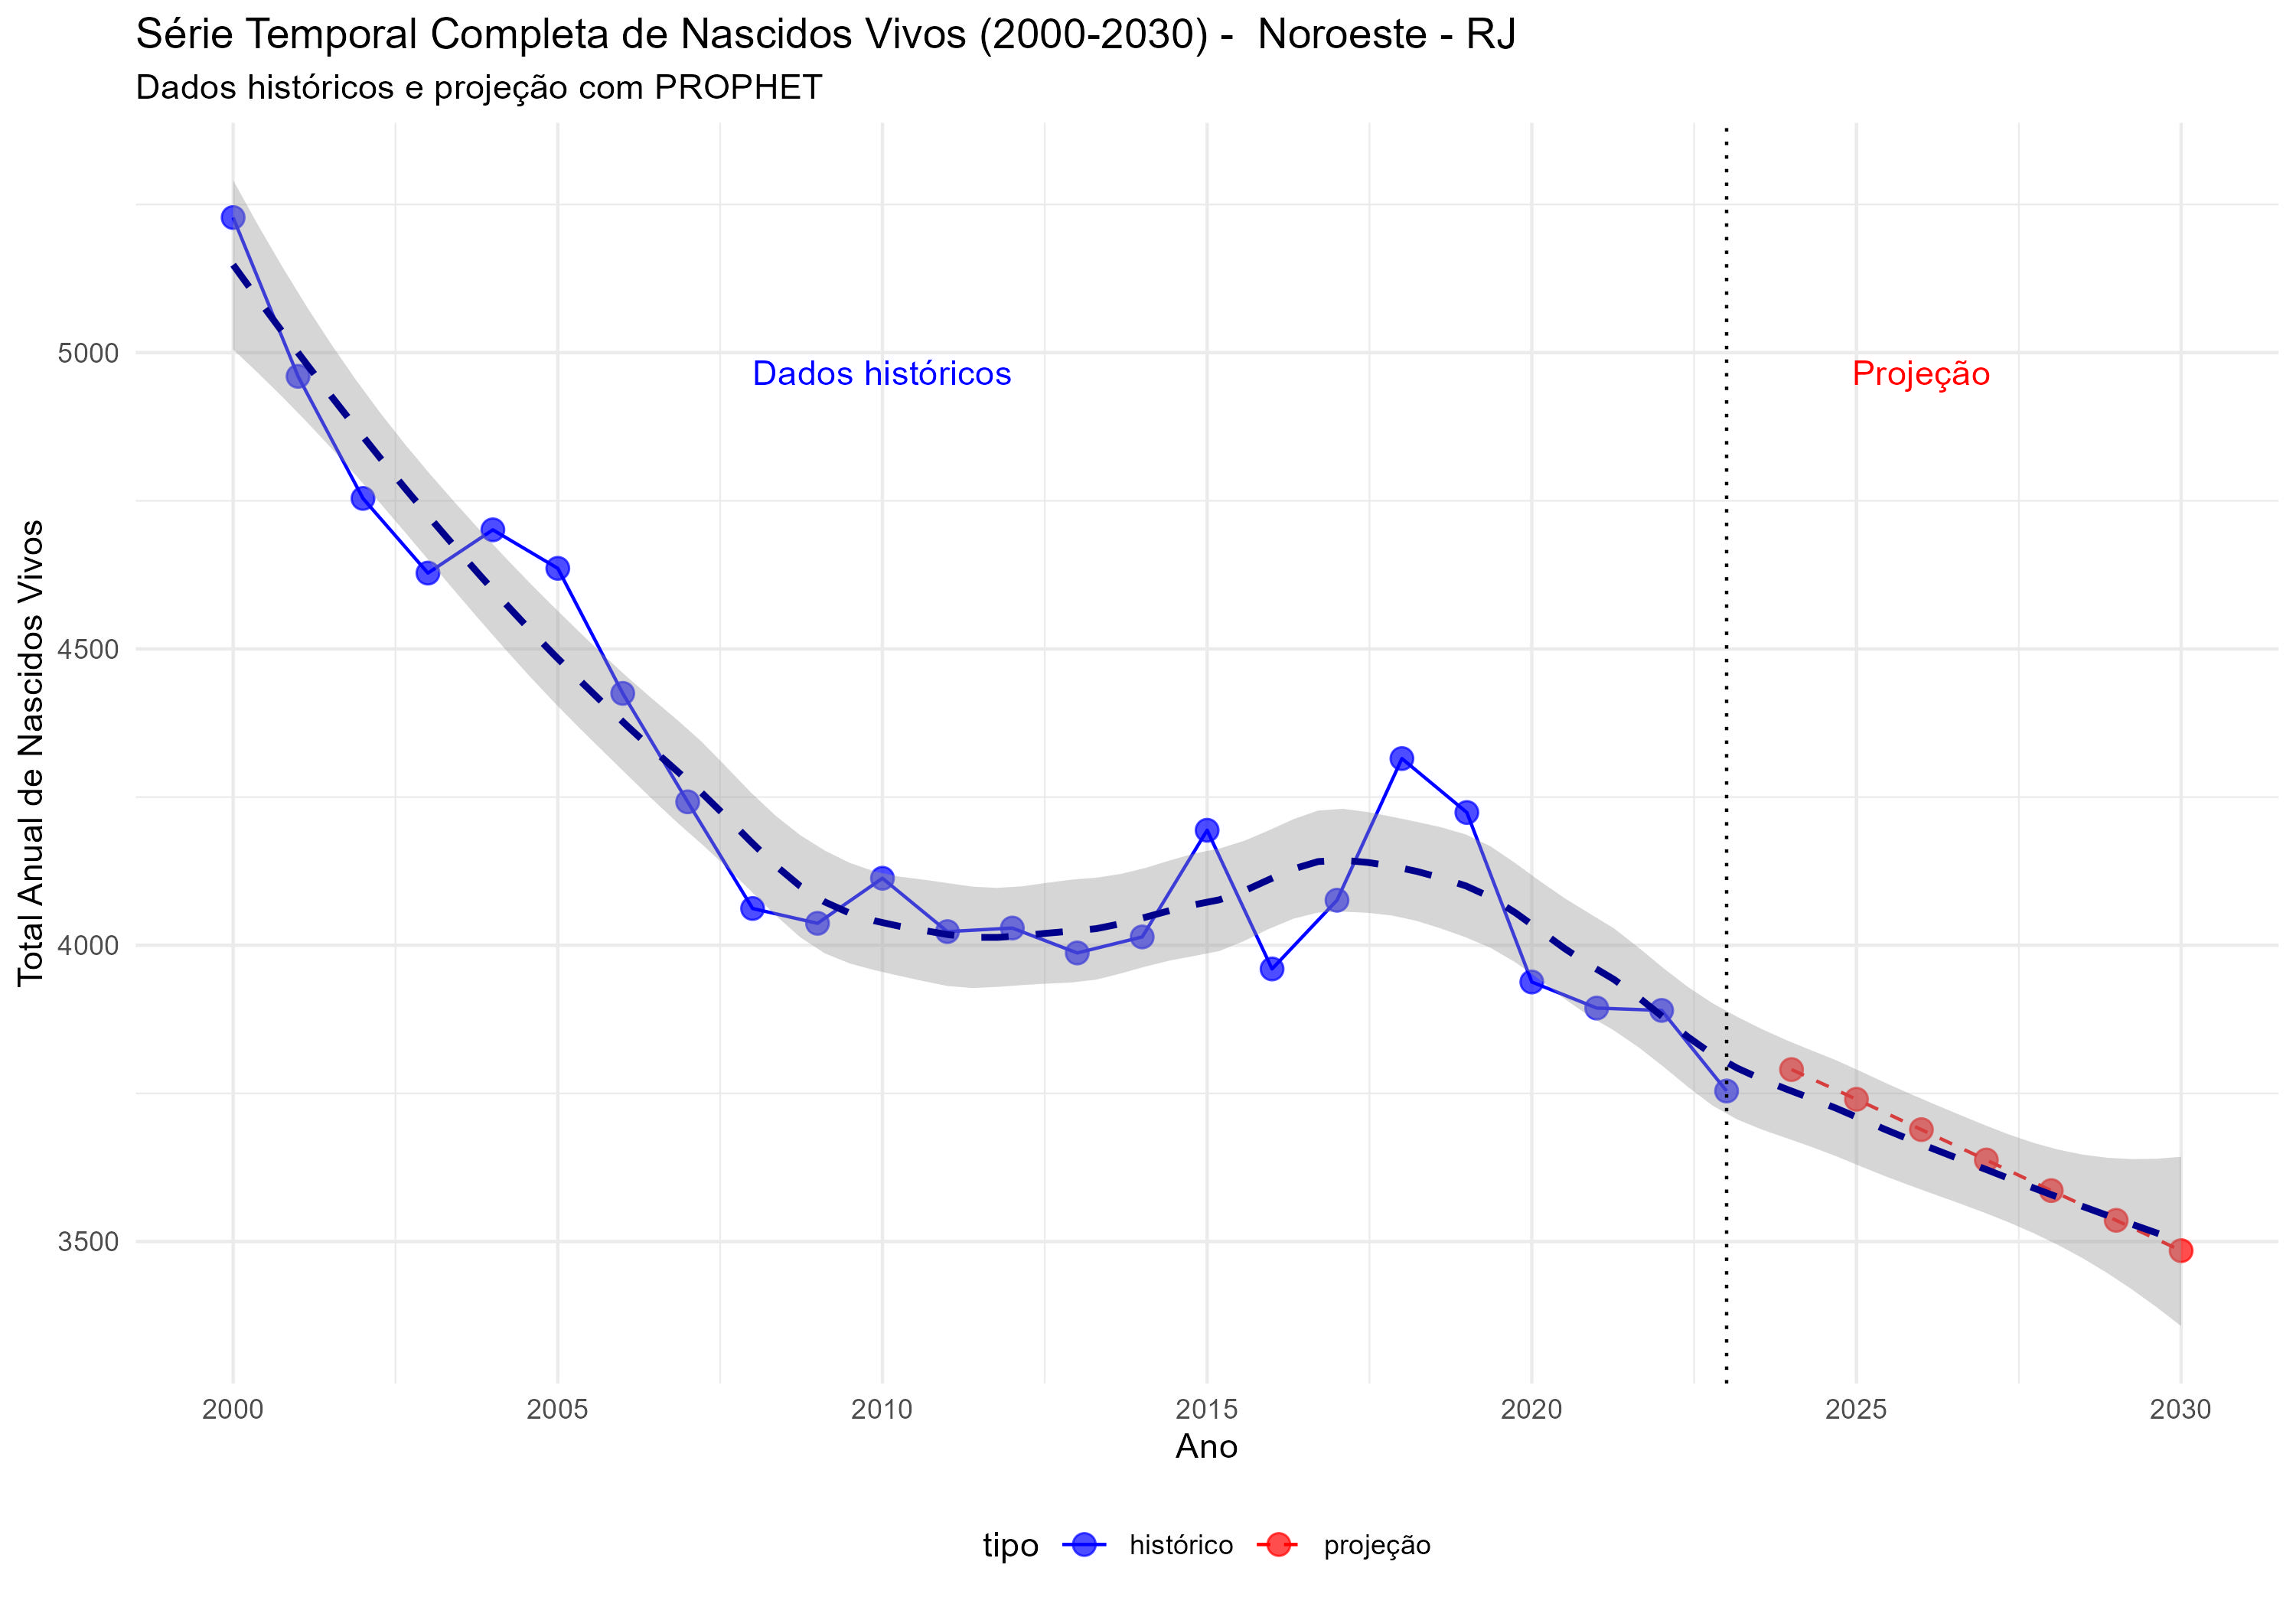 Série Temporal Completa de Nascidos Vivos (2000-2030) -  Noroeste - RJ
Dados históricos e projeção com PROPHET
Total Anual de Nascidos Vivos
5000
4500
4000
3500
Dados históricos
Projeção
2000
2005
2010
2015
2020
2025
2030
Ano
tipo
histórico
projeção